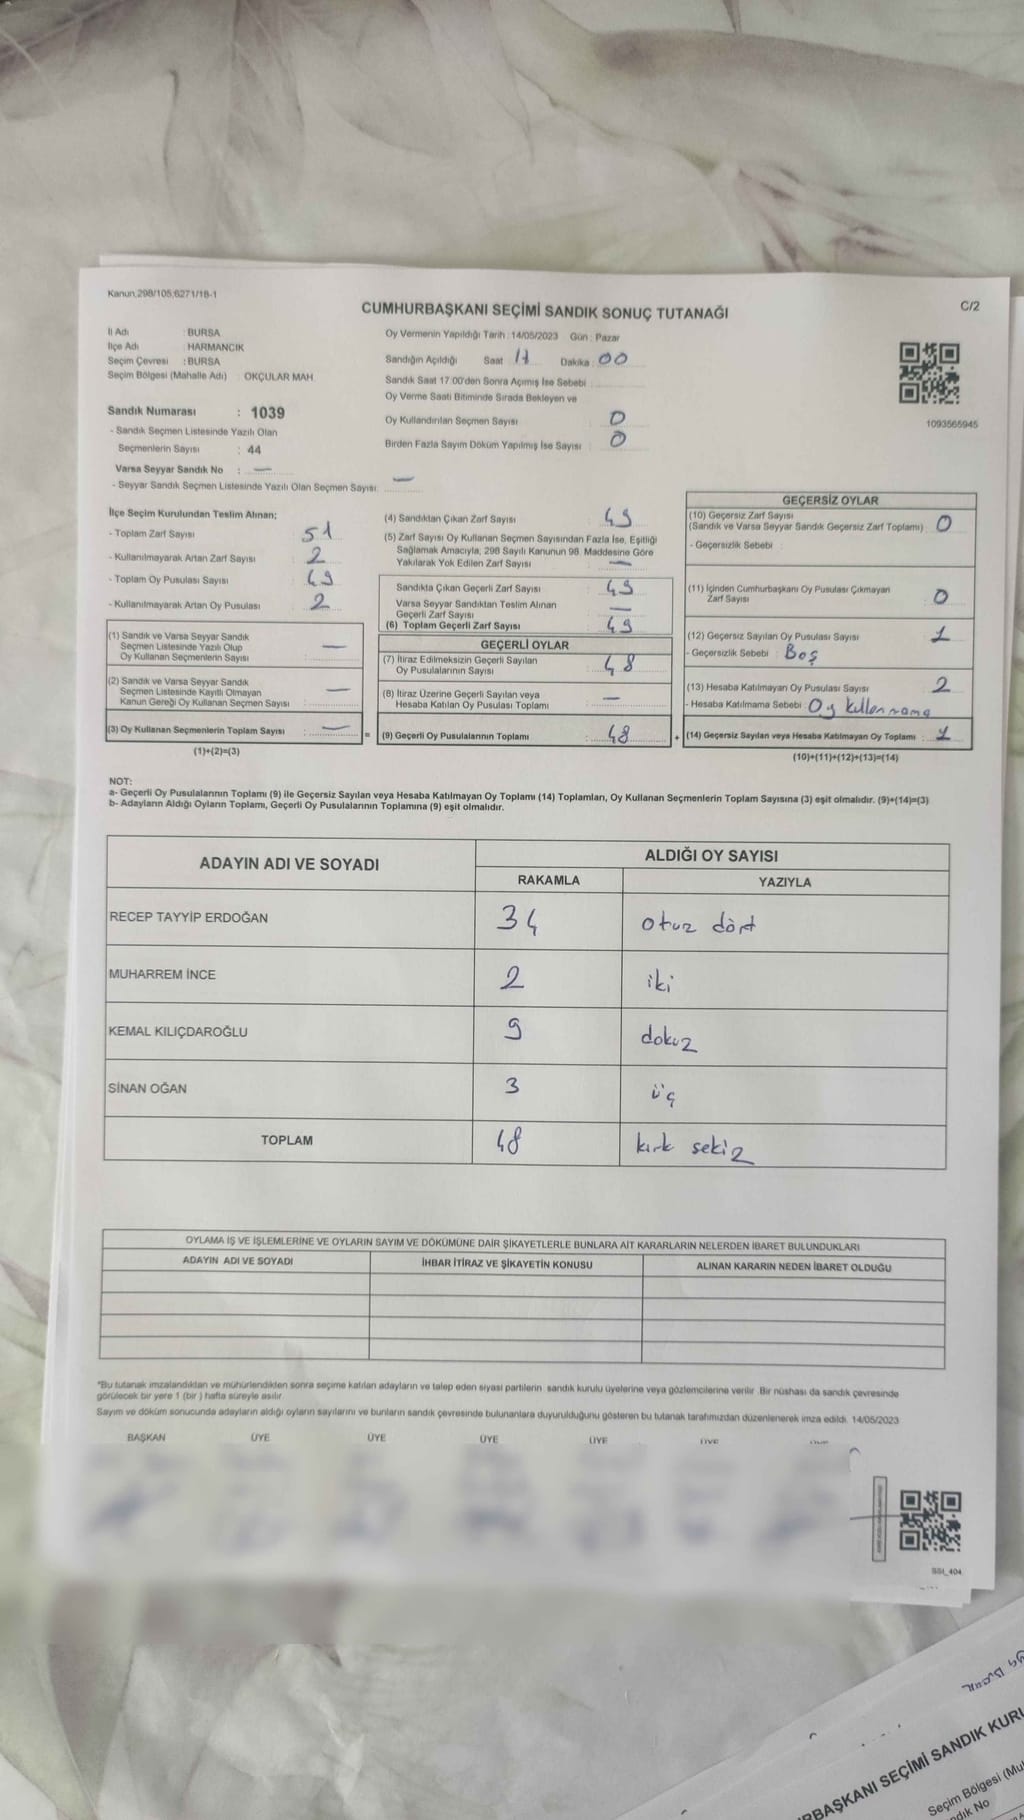 Kanun,298/105;6271/18-1
C/2
CUMHURBAŞKANI SEÇİMİ SANDIK SONUÇ TUTANAĞI
İl Adı : BURSA
İlçe Adı : HARMANCIK
Seçim Çevresi : BURSA
Seçim Bölgesi (Mahalle Adı) : OKÇULAR MAH.
Sandık Numarası : 1039
- Sandık Seçmen Listesinde Yazılı Olan
Seçmenlerin Sayısı : 44
Varsa Seyyar Sandık No : —
- Seyyar Sandık Seçmen Listesinde Yazılı Olan Seçmen Sayısı: —
Oy Vermenin Yapıldığı Tarih : 14/05/2023 Gün : Pazar
Sandığın Açıldığı Saat 17 Dakika : 00
Sandık Saat 17:00'den Sonra Açımış İse Sebebi
Oy Verme Saati Bitiminde Sırada Bekleyen ve
Oy Kullandırılan Seçmen Sayısı : 0
Birden Fazla Sayım Döküm Yapılmış İse Sayısı : 0
1093565945
İlçe Seçim Kurulundan Teslim Alınan;
- Toplam Zarf Sayısı : 51
- Kullanılmayarak Artan Zarf Sayısı : 2
- Toplam Oy Pusulası Sayısı : 49
- Kullanılmayarak Artan Oy Pusulası : 2
(1) Sandık ve Varsa Seyyar Sandık
Seçmen Listesinde Yazılı Olup
Oy Kullanan Seçmenlerin Sayısı : —
(2) Sandık ve Varsa Seyyar Sandık
Seçmen Listesinde Kayıtlı Olmayan
Kanun Gereği Oy Kullanan Seçmen Sayısı : —
(3) Oy Kullanan Seçmenlerin Toplam Sayısı : —
(1)+(2)=(3)
(4) Sandıktan Çıkan Zarf Sayısı : 49
(5) Zarf Sayısı Oy Kullanan Seçmen Sayısından Fazla İse, Eşitliği
Sağlamak Amacıyla, 298 Sayılı Kanunun 98. Maddesine Göre
Yakılarak Yok Edilen Zarf Sayısı : —
Sandıkta Çıkan Geçerli Zarf Sayısı : 49
Varsa Seyyar Sandıktan Teslim Alınan
Geçerli Zarf Sayısı : —
(6) Toplam Geçerli Zarf Sayısı : 49
GEÇERLİ OYLAR
(7) İtiraz Edilmeksizin Geçerli Sayılan
Oy Pusulalarının Sayısı : 48
(8) İtiraz Üzerine Geçerli Sayılan veya
Hesaba Katılan Oy Pusulası Toplamı : —
= (9) Geçerli Oy Pusulalarının Toplamı : 48 +
GEÇERSİZ OYLAR
(10) Geçersiz Zarf Sayısı
(Sandık ve Varsa Seyyar Sandık Geçersiz Zarf Toplamı) : 0
- Geçersizlik Sebebi :
(11) İçinden Cumhurbaşkanı Oy Pusulası Çıkmayan
Zarf Sayısı : 0
(12) Geçersiz Sayılan Oy Pusulası Sayısı : 1
- Geçersizlik Sebebi : Boş
(13) Hesaba Katılmayan Oy Pusulası Sayısı : 2
- Hesaba Katılmama Sebebi : Oy kullanmama
(14) Geçersiz Sayılan veya Hesaba Katılmayan Oy Toplamı : 1
(10)+(11)+(12)+(13)=(14)
NOT:
a- Geçerli Oy Pusulalarının Toplamı (9) ile Geçersiz Sayılan veya Hesaba Katılmayan Oy Toplamı (14) Toplamları, Oy Kullanan Seçmenlerin Toplam Sayısına (3) eşit olmalıdır. (9)+(14)=(3)
b- Adayların Aldığı Oyların Toplamı, Geçerli Oy Pusulalarının Toplamına (9) eşit olmalıdır.
ADAYIN ADI VE SOYADI ALDIĞI OY SAYISI
RAKAMLA YAZIYLA
RECEP TAYYİP ERDOĞAN 34 otuz dört
MUHARREM İNCE 2 iki
KEMAL KILIÇDAROĞLU 9 dokuz
SİNAN OĞAN 3 üç
TOPLAM 48 kırk sekiz
OYLAMA İŞ VE İŞLEMLERİNE VE OYLARIN SAYIM VE DÖKÜMÜNE DAİR ŞİKAYETLERLE BUNLARA AİT KARARLARIN NELERDEN İBARET BULUNDUKLARI
ADAYIN ADI VE SOYADI İHBAR İTİRAZ VE ŞİKAYETİN KONUSU ALINAN KARARIN NEDEN İBARET OLDUĞU
*Bu tutanak imzalandıktan ve mühürlendikten sonra seçime katılan adayların ve talep eden siyasi partilerin sandık kurulu üyelerine veya gözlemcilerine verilir .Bir nüshası da sandık çevresinde
görülecek bir yere 1 (bir ) hafta süreyle asılır.
Sayım ve döküm sonucunda adayların aldığı oyların sayılarını ve bunların sandık çevresinde bulunanlara duyurulduğunu gösteren bu tutanak tarafımızdan düzenlenerek imza edildi. 14/05/2023
BAŞKAN ÜYE ÜYE ÜYE ÜYE ÜYE
SSI_404
RBAŞKANI SEÇİMİ SANDIK KURU
Seçim Bölgesi (Mu
ndık No